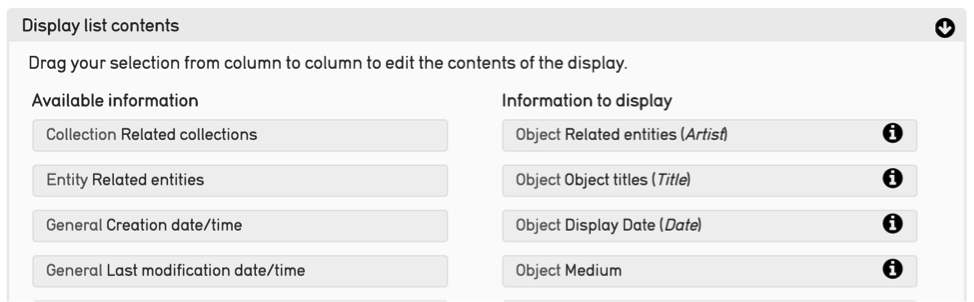 Display list contents
Drag your selection from column to column to edit the contents of the display.
Available information
Information to display
Collection Related collections
Object Related entities (Artist)
Entity Related entities
Object Object titles (Title)
General Creation date/time
Object Display Date (Date)
General Last modification date/time
Object Medium